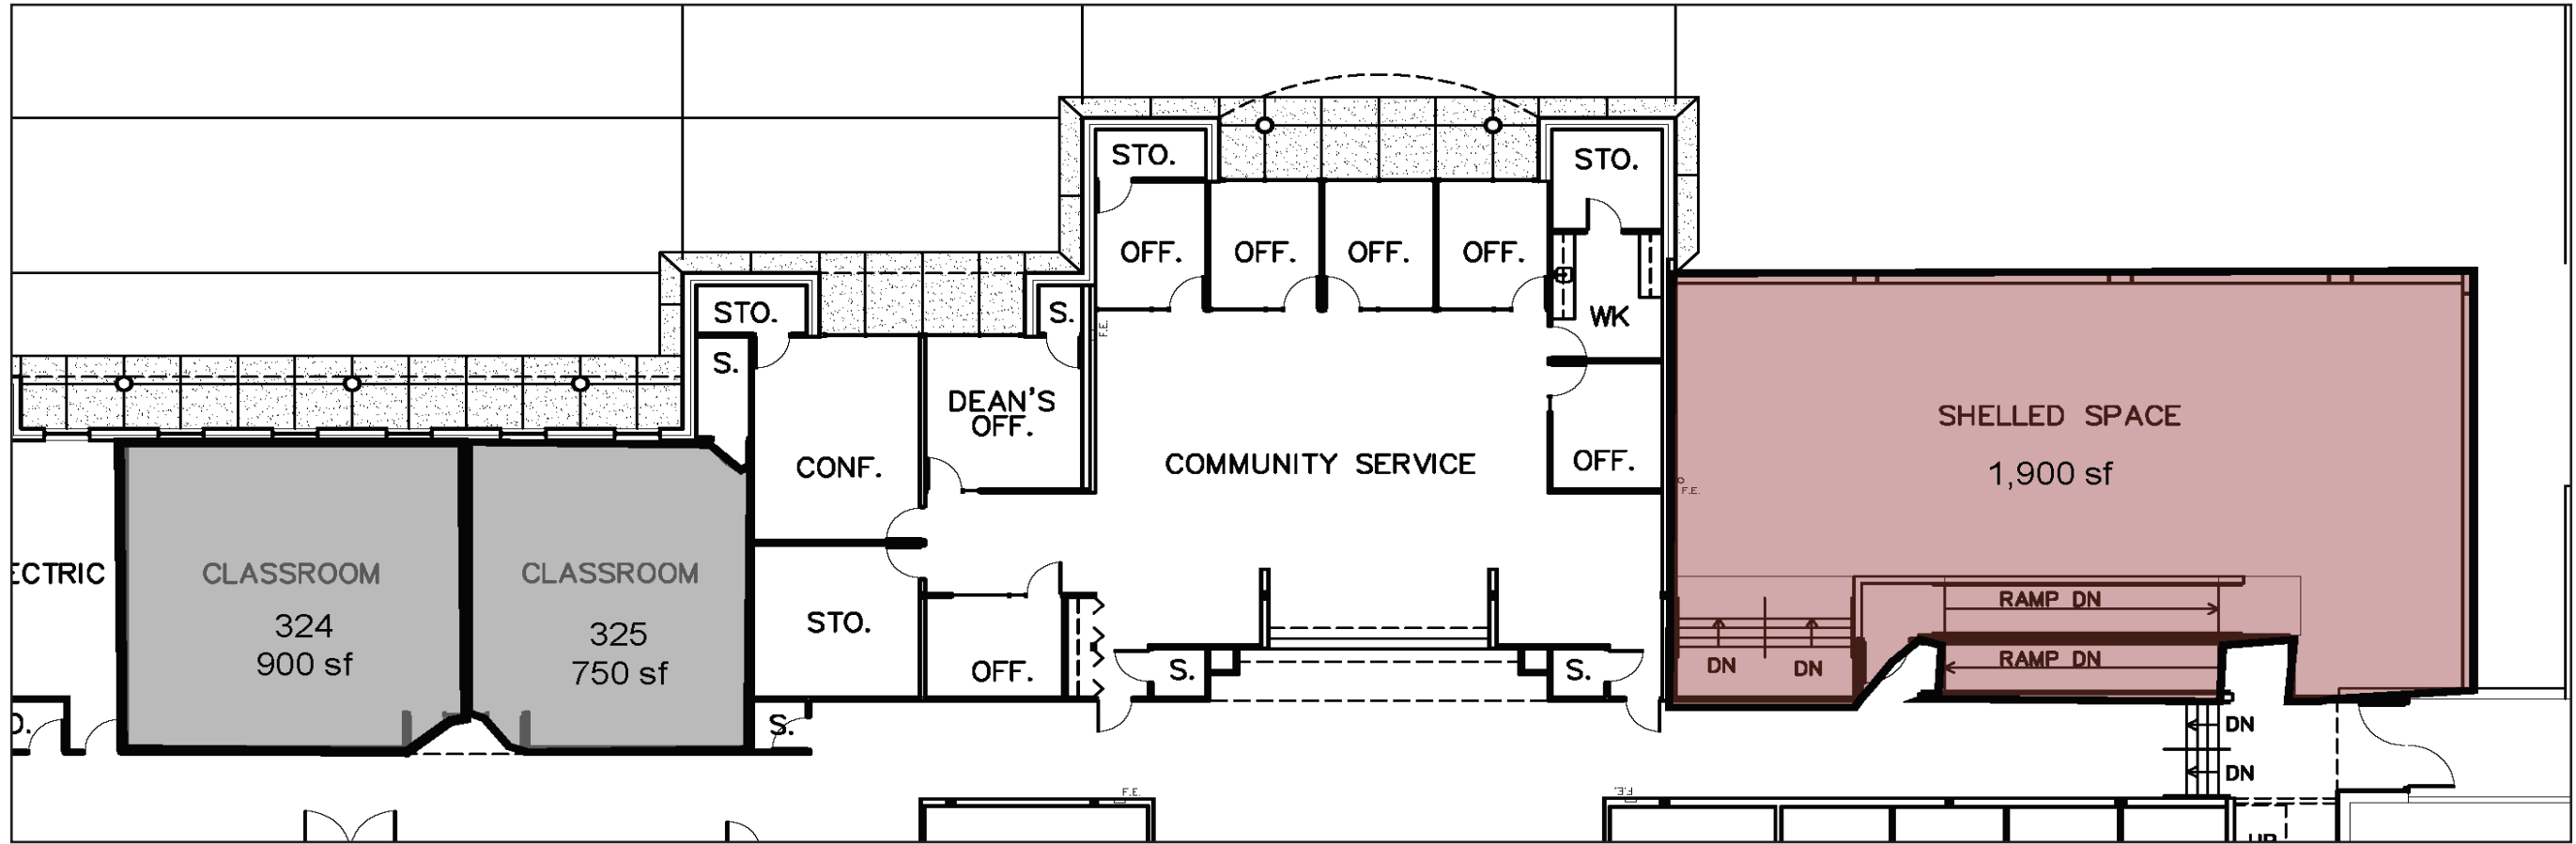 STO.
STO.
OFF.
OFF.
OFF.
OFF.
STO.
S.
WK
F.E.
S.
DEAN'S
OFF.
SHELLED SPACE
1,900 sf
CONF.
COMMUNITY SERVICE
OFF.
F.E.
ECTRIC
CLASSROOM
324
900 sf
CLASSROOM
325
750 sf
STO.
OFF.
S.
S.
RAMP DN
RAMP DN
DN
DN
S.
DN
DN
F.E.
F.E.
UP